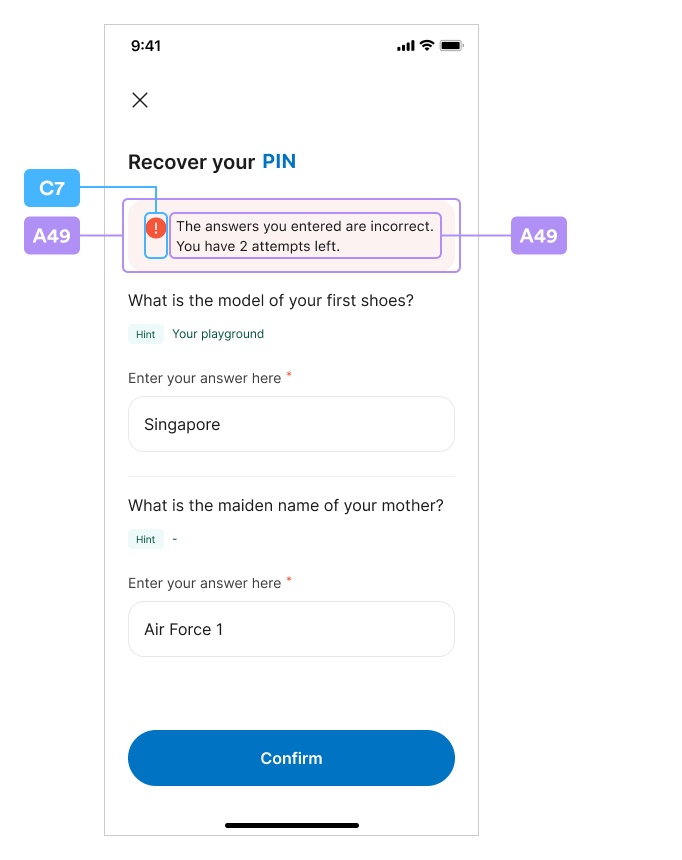 9:41
Recover your PIN
C7
A49
The answers you entered are incorrect.
You have 2 attempts left.
A49
What is the model of your first shoes?
Hint Your playground
Enter your answer here *
Singapore
What is the maiden name of your mother?
Hint -
Enter your answer here *
Air Force 1
Confirm